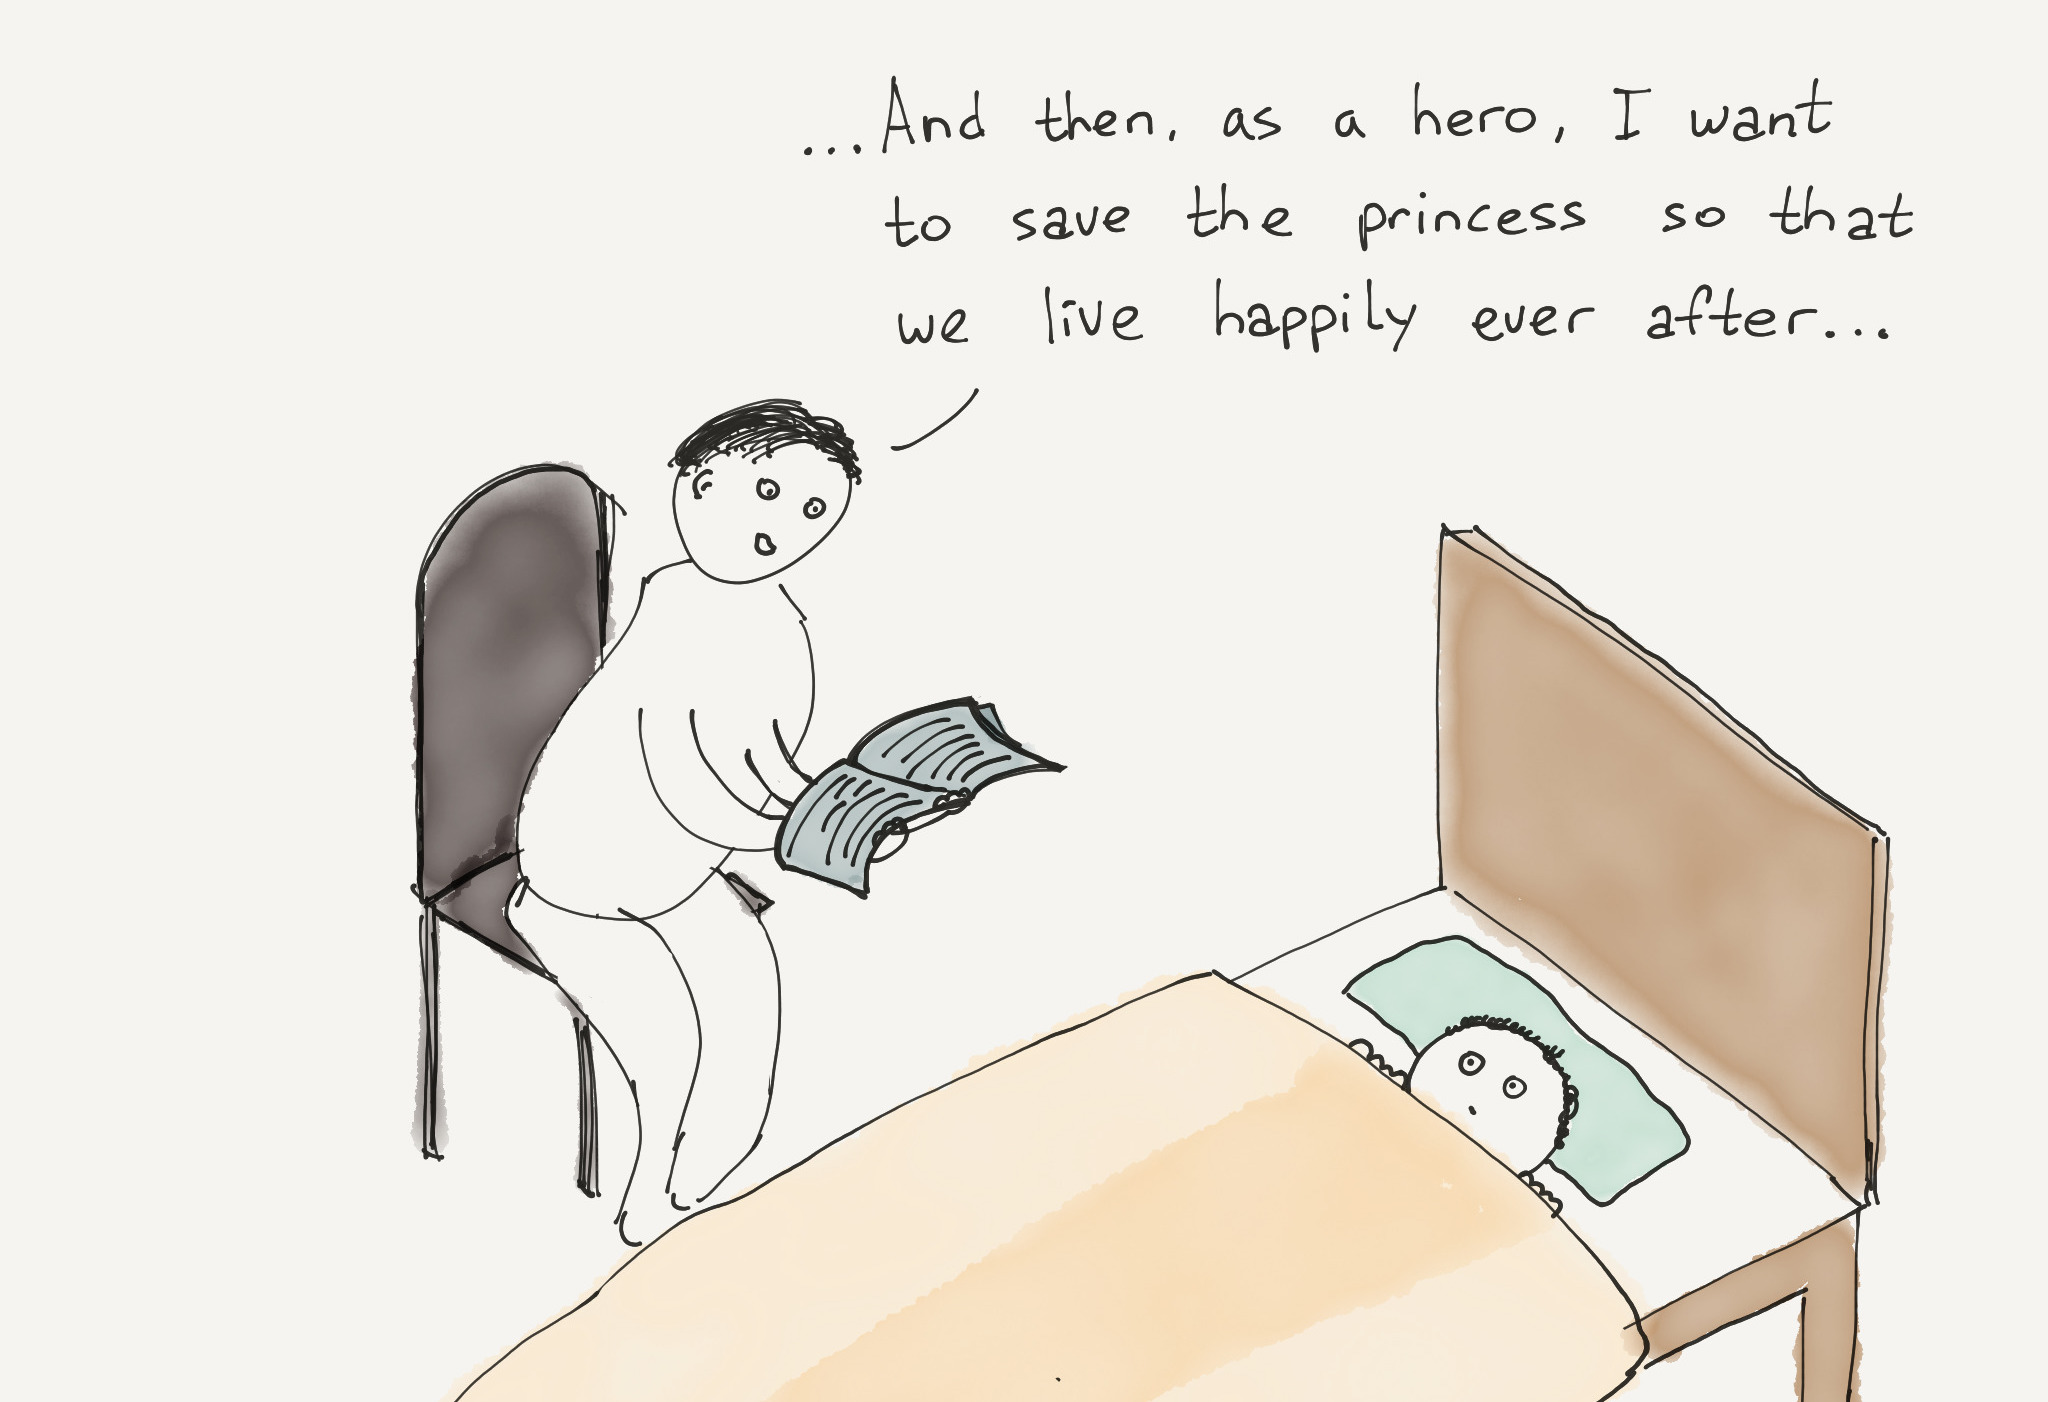 ...And then, as a hero, I want
to save the princess so that
we live happily ever after...